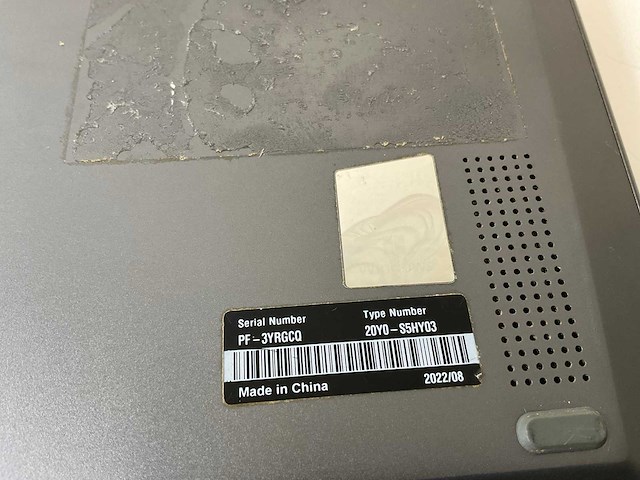 Serial Number Type Number
PF-3YRGCQ 20Y0-S5HY03
Made in China 2022/08